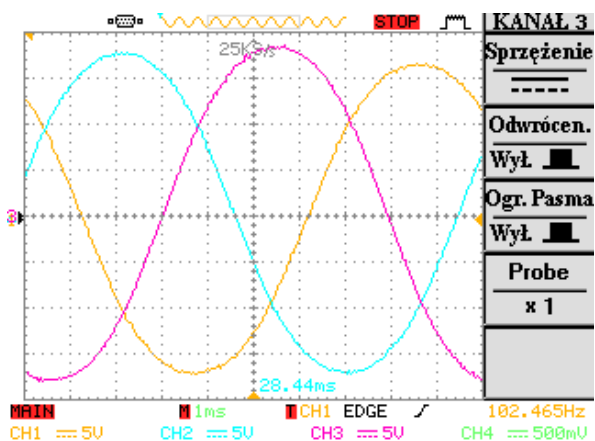 STOP
KANAŁ 3
25KS/s
Sprzężenie
Odwrócen.
Wył.
Ogr. Pasma
Wył.
Probe
x 1
28.44ms
MAIN M 1ms T CH1 EDGE 102.465Hz
CH1 5V CH2 5V CH3 5V CH4 500mV